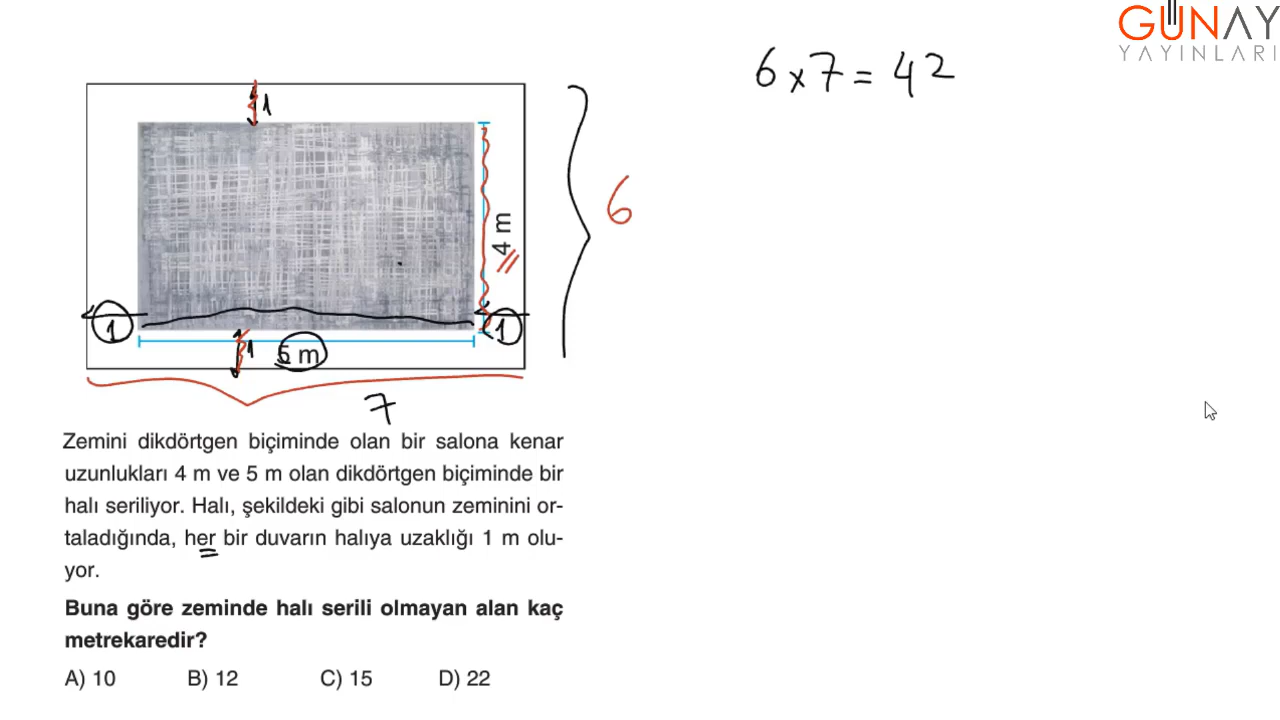 GÜNAY
YAYINLARI
6 x 7 = 42
1
6
4 m
1
1
1
5 m
7
Zemini dikdörtgen biçiminde olan bir salona kenar
uzunlukları 4 m ve 5 m olan dikdörtgen biçiminde bir
halı seriliyor. Halı, şekildeki gibi salonun zeminini or-
taladığında, her bir duvarın halıya uzaklığı 1 m olu-
yor.
Buna göre zeminde halı serili olmayan alan kaç
metrekaredir?
A) 10 B) 12 C) 15 D) 22